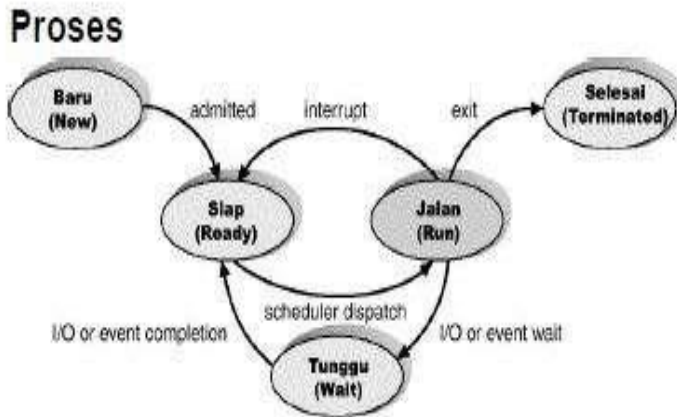 Proses
Baru
(New)
Selesai
(Terminated)
admitted
interrupt
exit
Siap
(Ready)
Jalan
(Run)
scheduler dispatch
I/O or event completion
I/O or event wait
Tunggu
(Wait)